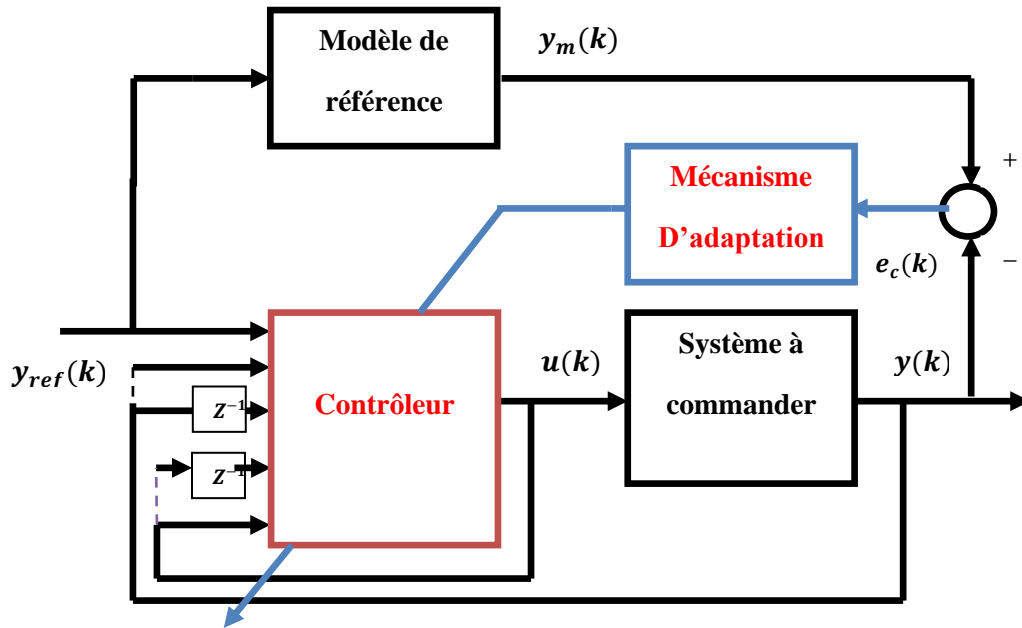 Modèle de
référence
y_m(k)
+
Mécanisme
D'adaptation
e_c(k)
−
y_ref(k)
Z⁻¹
Z⁻¹
Contrôleur
u(k)
Système à
commander
y(k)